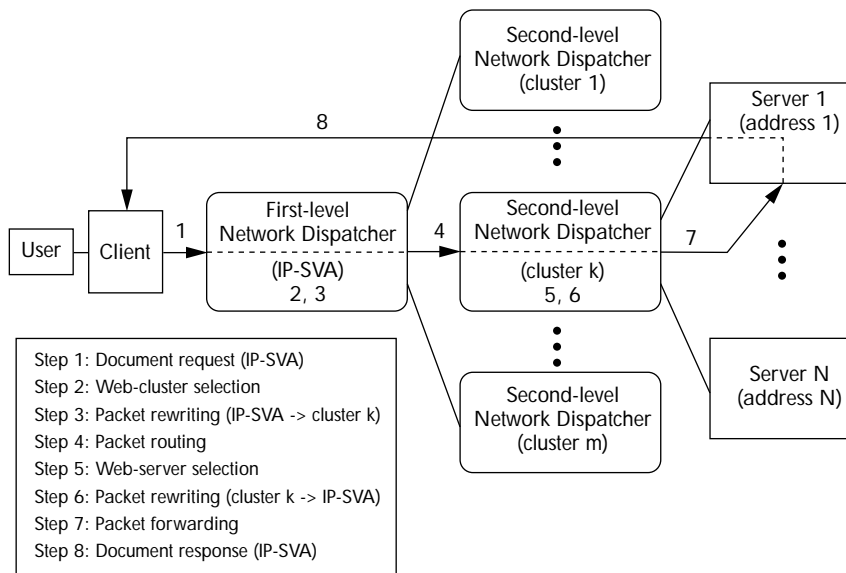 Second-level
Network Dispatcher
(cluster 1)
Server 1
(address 1)
8
User
Client
1
First-level
Network Dispatcher
(IP-SVA)
2, 3
4
Second-level
Network Dispatcher
(cluster k)
5, 6
7
Second-level
Network Dispatcher
(cluster m)
Server N
(address N)
Step 1: Document request (IP-SVA)
Step 2: Web-cluster selection
Step 3: Packet rewriting (IP-SVA -> cluster k)
Step 4: Packet routing
Step 5: Web-server selection
Step 6: Packet rewriting (cluster k -> IP-SVA)
Step 7: Packet forwarding
Step 8: Document response (IP-SVA)